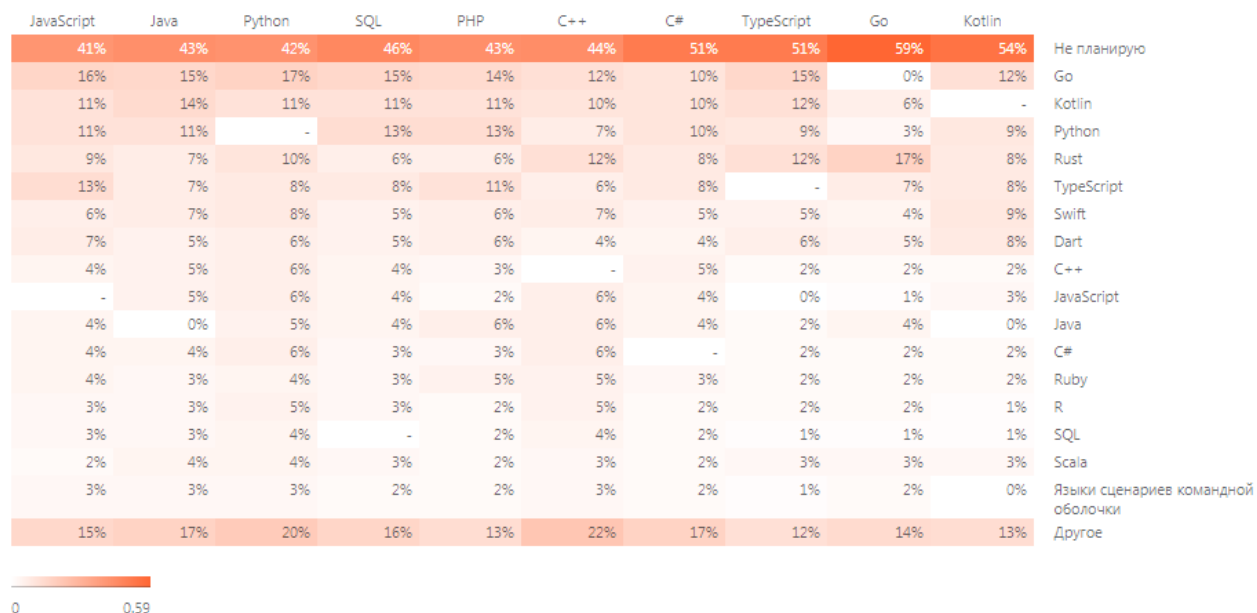 JavaScript Java Python SQL PHP C++ C# TypeScript Go Kotlin
41% 43% 42% 46% 43% 44% 51% 51% 59% 54% Не планирую
16% 15% 17% 15% 14% 12% 10% 15% 0% 12% Go
11% 14% 11% 11% 11% 10% 10% 12% 6% - Kotlin
11% 11% - 13% 13% 7% 10% 9% 3% 9% Python
9% 7% 10% 6% 6% 12% 8% 12% 17% 8% Rust
13% 7% 8% 8% 11% 6% 8% - 7% 8% TypeScript
6% 7% 8% 5% 6% 7% 5% 5% 4% 9% Swift
7% 5% 6% 5% 6% 4% 4% 6% 5% 8% Dart
4% 5% 6% 4% 3% - 5% 2% 2% 2% C++
- 5% 6% 4% 2% 6% 4% 0% 1% 3% JavaScript
4% 0% 5% 4% 6% 6% 4% 2% 4% 0% Java
4% 4% 6% 3% 3% 6% - 2% 2% 2% C#
4% 3% 4% 3% 5% 5% 3% 2% 2% 2% Ruby
3% 3% 5% 3% 2% 5% 2% 2% 2% 1% R
3% 3% 4% - 2% 4% 2% 1% 1% 1% SQL
2% 4% 4% 3% 2% 3% 2% 3% 3% 3% Scala
3% 3% 3% 2% 2% 3% 2% 1% 2% 0% Языки сценариев командной
оболочки
15% 17% 20% 16% 13% 22% 17% 12% 14% 13% Другое
0 0.59